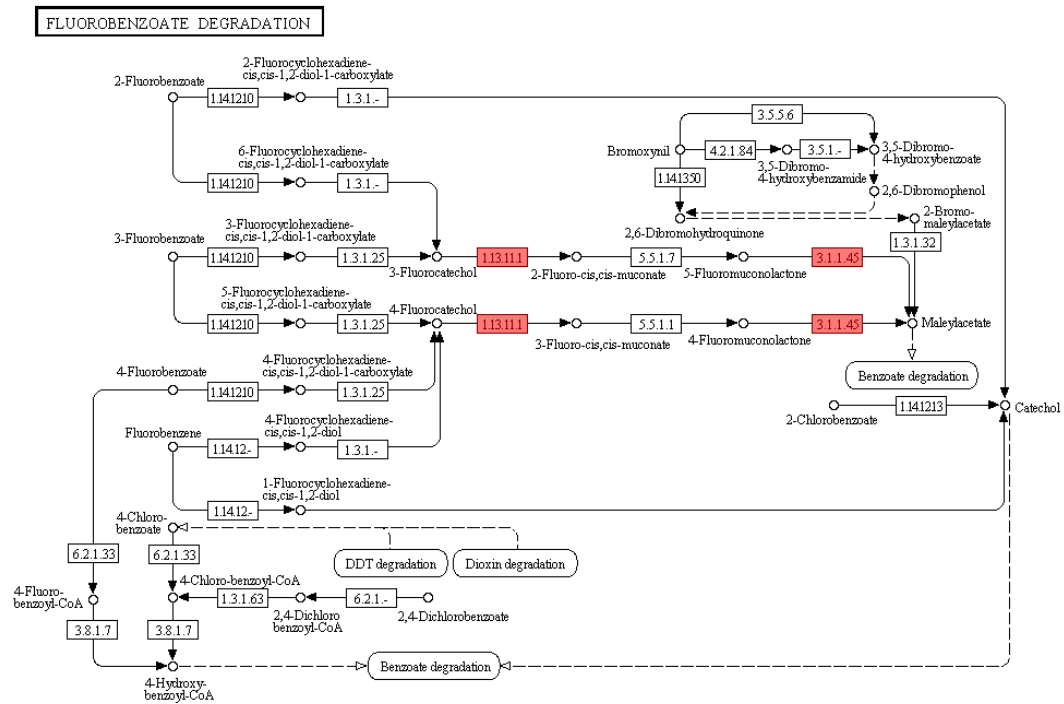 FLUOROBENZOATE DEGRADATION
2-Fluorobenzoate
2-Fluorocyclohexadiene-
cis,cis-1,2-diol-1-carboxylate
1.14.12.10
1.3.1.-
6-Fluorocyclohexadiene-
cis,cis-1,2-diol-1-carboxylate
1.14.12.10
1.3.1.-
3.5.5.6
Bromoxynil
4.2.1.84
3.5.1.-
3,5-Dibromo-
4-hydroxybenzoate
3,5-Dibromo-
4-hydroxybenzamide
1.14.13.50
2,6-Dibromophenol
2,6-Dibromohydroquinone
2-Bromo-
maleylacetate
1.3.1.32
3-Fluorobenzoate
3-Fluorocyclohexadiene-
cis,cis-1,2-diol-1-carboxylate
1.14.12.10
1.3.1.25
3-Fluorocatechol
1.13.11.1
2-Fluoro-cis,cis-muconate
5.5.1.7
5-Fluoromuconolactone
3.1.1.45
5-Fluorocyclohexadiene-
cis,cis-1,2-diol-1-carboxylate
1.14.12.10
1.3.1.25
4-Fluorocatechol
1.13.11.1
3-Fluoro-cis,cis-muconate
5.5.1.1
4-Fluoromuconolactone
3.1.1.45
Maleylacetate
Benzoate degradation
4-Fluorobenzoate
4-Fluorocyclohexadiene-
cis,cis-1,2-diol-1-carboxylate
1.14.12.10
1.3.1.25
2-Chlorobenzoate
1.14.12.13
Catechol
Fluorobenzene
4-Fluorocyclohexadiene-
cis,cis-1,2-diol
1.14.12.-
1.3.1.-
1-Fluorocyclohexadiene-
cis,cis-1,2-diol
1.14.12.-
4-Chloro-
benzoate
6.2.1.33
6.2.1.33
DDT degradation
Dioxin degradation
4-Fluoro-
benzoyl-CoA
4-Chloro-benzoyl-CoA
1.3.1.63
2,4-Dichloro
benzoyl-CoA
6.2.1.-
2,4-Dichlorobenzoate
3.8.1.7
3.8.1.7
4-Hydroxy-
benzoyl-CoA
Benzoate degradation